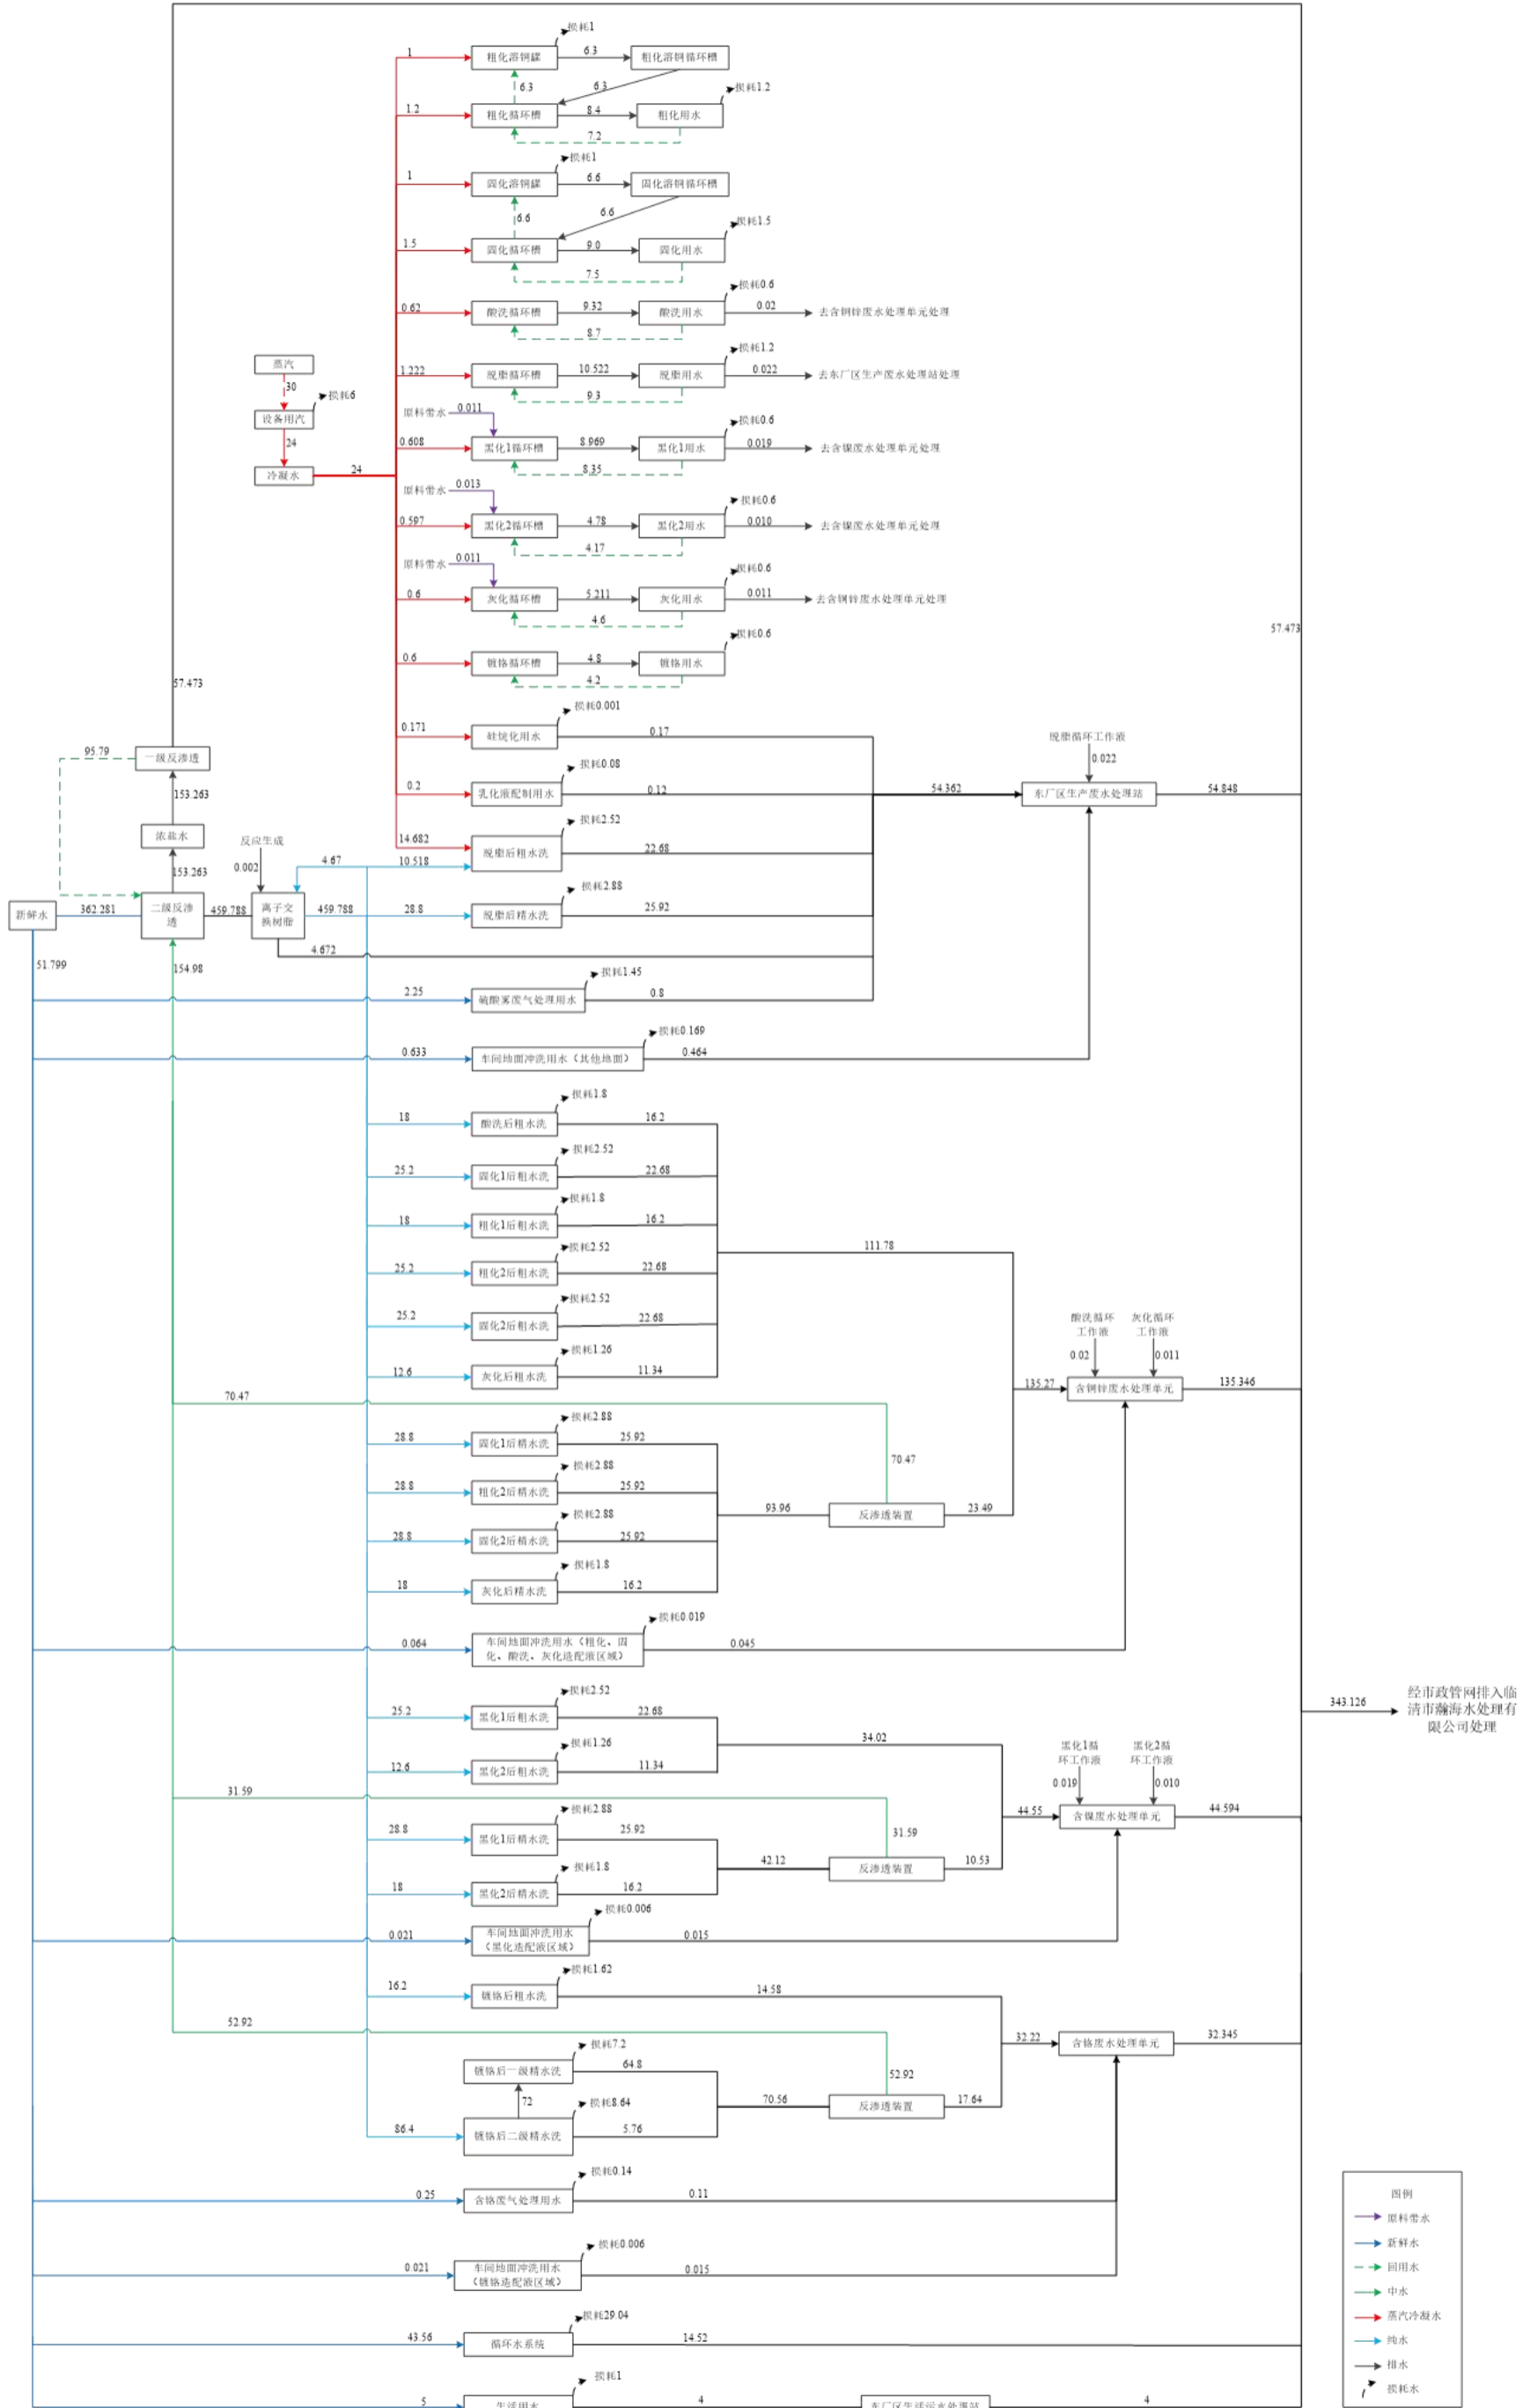 损耗1
1
粗化溶铜罐
6.3
粗化溶铜循环槽
6.3
6.3
损耗1.2
1.2
粗化循环槽
8.4
粗化用水
7.2
损耗1
1
固化溶铜罐
6.6
固化溶铜循环槽
6.6
6.6
损耗1.5
1.5
固化循环槽
9.0
固化用水
7.5
损耗0.6
0.62
酸洗循环槽
9.32
酸洗用水
0.02
去含铜锌废水处理单元处理
8.7
损耗1.2
蒸汽
30
1.222
脱脂循环槽
10.522
脱脂用水
0.022
去东厂区生产废水处理站处理
9.3
损耗6
设备用汽
24
冷凝水
24
原料带水
0.011
损耗0.6
0.608
黑化1循环槽
8.969
黑化1用水
0.019
去含镍废水处理单元处理
8.35
原料带水
0.013
损耗0.6
0.597
黑化2循环槽
4.78
黑化2用水
0.010
去含镍废水处理单元处理
4.17
原料带水
0.011
损耗0.6
0.6
灰化循环槽
5.211
灰化用水
0.011
去含铜锌废水处理单元处理
4.6
57.473
损耗0.6
0.6
镀铬循环槽
4.8
镀铬用水
4.2
57.473
损耗0.001
0.171
硅烷化用水
0.17
脱脂循环工作液
0.022
95.79
一级反渗透
153.263
损耗0.08
0.2
乳化液配制用水
0.12
54.362
东厂区生产废水处理站
54.848
浓盐水
153.263
反应生成
0.002
损耗2.52
14.682
4.67
10.518
脱脂后粗水洗
22.68
损耗2.88
新鲜水
362.281
二级反渗
透
459.788
离子交
换树脂
459.788
28.8
脱脂后精水洗
25.92
4.672
51.799
154.98
损耗1.45
2.25
硫酸雾废气处理用水
0.8
损耗0.169
0.633
车间地面冲洗用水（其他地面）
0.464
损耗1.8
18
酸洗后粗水洗
16.2
损耗2.52
25.2
固化1后粗水洗
22.68
损耗1.8
18
粗化1后粗水洗
16.2
111.78
损耗2.52
25.2
粗化2后粗水洗
22.68
损耗2.52
25.2
固化2后粗水洗
22.68
酸洗循环
工作液
灰化循环
工作液
0.02
0.011
损耗1.26
12.6
灰化后粗水洗
11.34
135.27
含铜锌废水处理单元
135.346
70.47
损耗2.88
28.8
固化1后精水洗
25.92
70.47
损耗2.88
28.8
粗化2后精水洗
25.92
93.96
反渗透装置
23.49
损耗2.88
28.8
固化2后精水洗
25.92
损耗1.8
18
灰化后精水洗
16.2
损耗0.019
0.064
车间地面冲洗用水（粗化、固
化、酸洗、灰化造配液区域）
0.045
损耗2.52
25.2
黑化1后粗水洗
22.68
34.02
343.126
经市政管网排入临
清市瀚海水处理有
限公司处理
损耗1.26
12.6
黑化2后粗水洗
11.34
黑化1循
环工作液
黑化2循
环工作液
0.019
0.010
31.59
损耗2.88
28.8
黑化1后精水洗
25.92
31.59
44.55
含镍废水处理单元
44.594
42.12
反渗透装置
10.53
损耗1.8
18
黑化2后精水洗
16.2
损耗0.006
0.021
车间地面冲洗用水
（黑化造配液区域）
0.015
损耗1.62
16.2
镀铬后粗水洗
14.58
52.92
32.22
含铬废水处理单元
32.345
损耗7.2
镀铬后一级精水洗
64.8
52.92
72
损耗8.64
70.56
反渗透装置
17.64
86.4
镀铬后二级精水洗
5.76
损耗0.14
0.25
含铬废气处理用水
0.11
损耗0.006
0.021
车间地面冲洗用水
（镀铬造配液区域）
0.015
损耗29.04
43.56
循环水系统
14.52
损耗1
5
生活用水
4
东厂区生活污水处理站
4
图例
原料带水
新鲜水
回用水
中水
蒸汽冷凝水
纯水
排水
损耗水